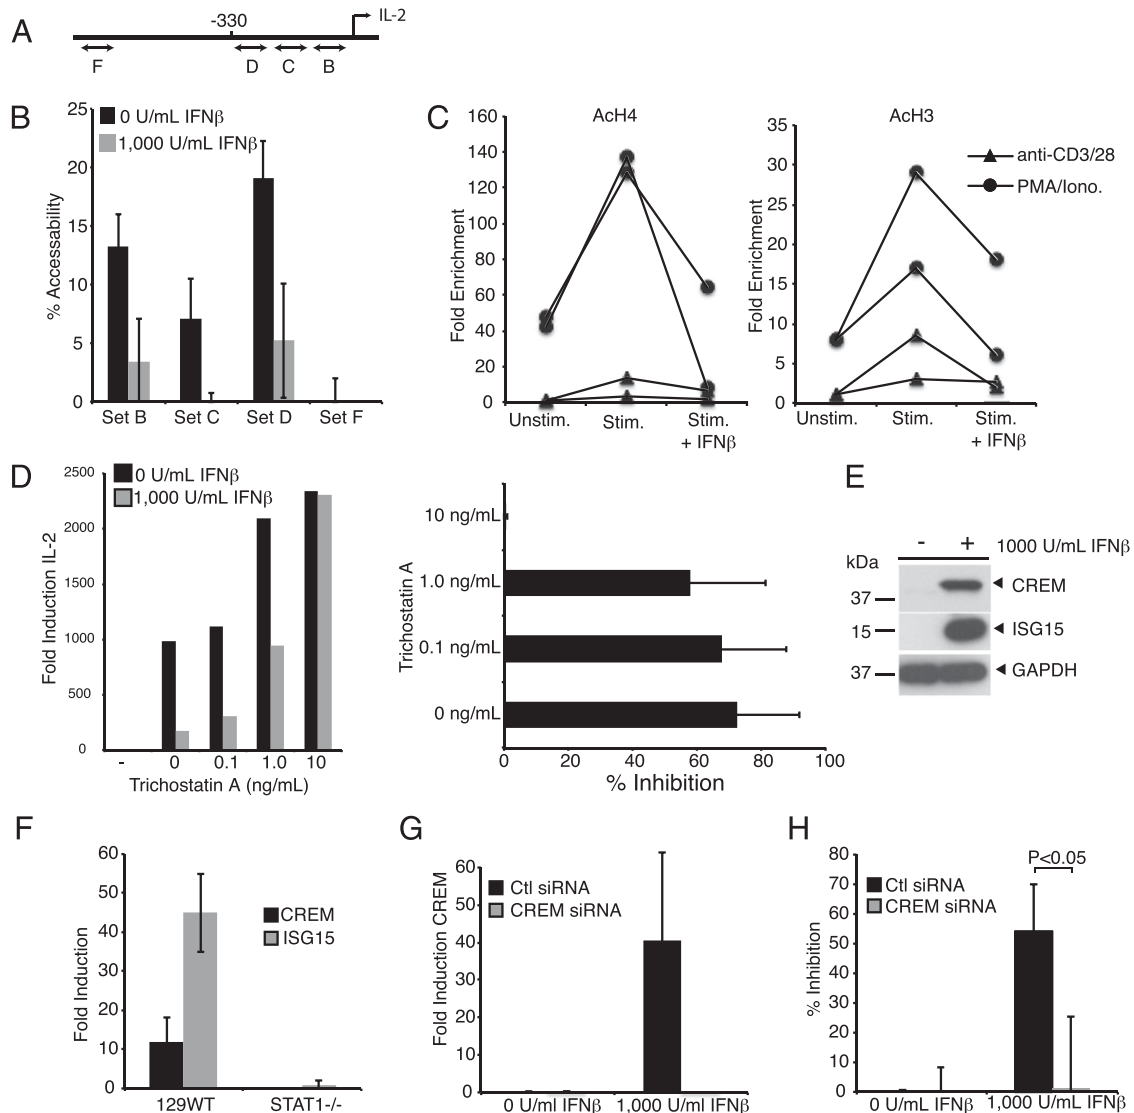 A
-330
IL-2
F
D
C
B
B
0 U/mL IFNβ
1,000 U/mL IFNβ
% Accessability
25
20
15
10
5
0
Set B
Set C
Set D
Set F
C
AcH4
Fold Enrichment
160
140
120
100
80
60
40
20
0
Unstim.
Stim.
Stim.
+ IFNβ
AcH3
Fold Enrichment
35
30
25
20
15
10
5
0
Unstim.
Stim.
Stim.
+ IFNβ
anti-CD3/28
PMA/Iono.
D
0 U/mL IFNβ
1,000 U/mL IFNβ
Fold Induction IL-2
2500
2000
1500
1000
500
0
-
0
0.1
1.0
10
Trichostatin A (ng/mL)
Trichostatin A
10 ng/mL
1.0 ng/mL
0.1 ng/mL
0 ng/mL
0
20
40
60
80
100
% Inhibition
E
- + 1000 U/mL IFNβ
kDa
37
CREM
15
ISG15
37
GAPDH
F
Fold Induction
60
50
40
30
20
10
0
CREM
ISG15
129WT
STAT1-/-
G
Fold Induction CREM
60
50
40
30
20
10
0
Ctl siRNA
CREM siRNA
0 U/ml IFNβ
1,000 U/ml IFNβ
H
% Inhibition
80
70
60
50
40
30
20
10
0
Ctl siRNA
CREM siRNA
P<0.05
0 U/mL IFNβ
1,000 U/mL IFNβ